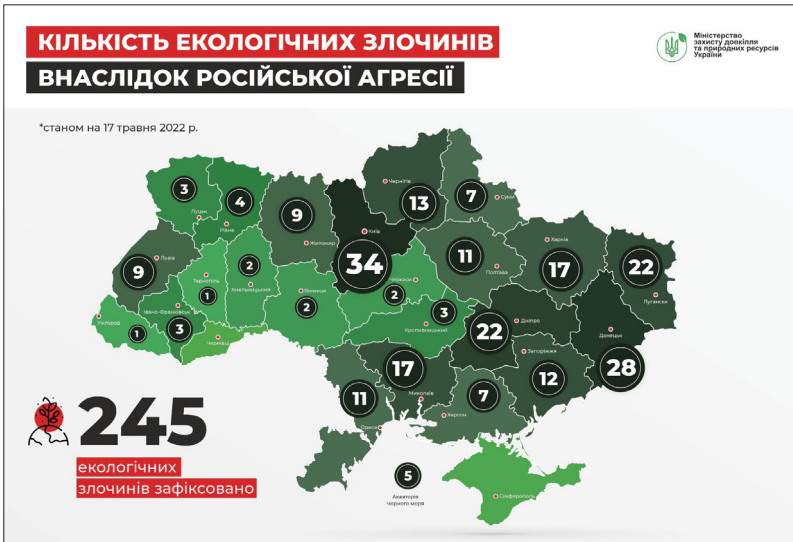 КІЛЬКІСТЬ ЕКОЛОГІЧНИХ ЗЛОЧИНІВ
ВНАСЛІДОК РОСІЙСЬКОЇ АГРЕСІЇ
Міністерство
захисту довкілля
та природних ресурсів
України
*станом на 17 травня 2022 р.
3
Луцьк
4
Рівне
9
Житомир
34
Київ
13
Чернігів
7
Суми
9
Львів
1
Тернопіль
2
Хмельницький
2
Вінниця
2
Черкаси
11
Полтава
17
Харків
22
Луганськ
Ужгород
1
Івано-Франківськ
3
Чернівці
3
Кропивницький
22
Дніпро
Донецьк
28
Запоріжжя
12
11
Одеса
17
Миколаїв
7
Херсон
5
Акваторія
Чорного моря
Сімферополь
245
екологічних
злочинів зафіксовано